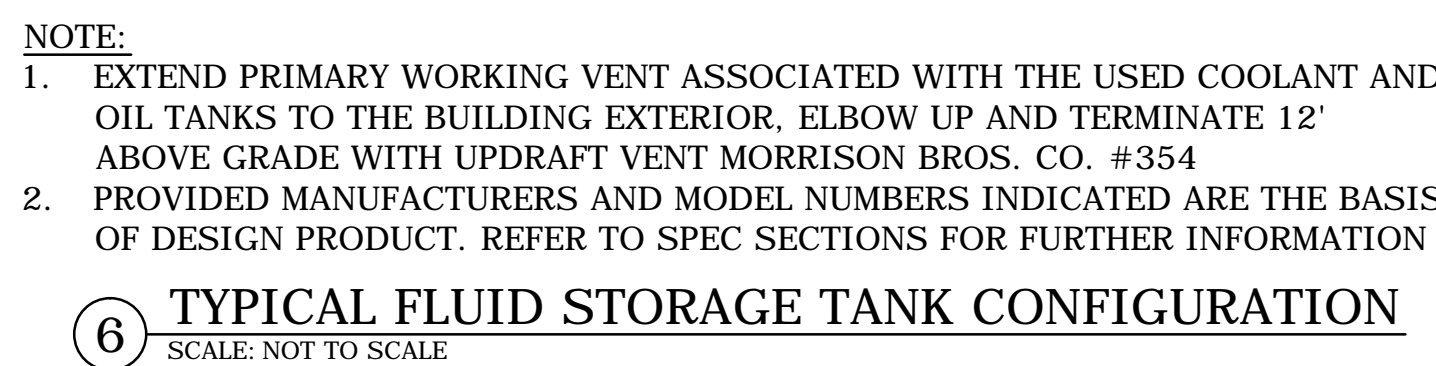 NOTE:
1. EXTEND PRIMARY WORKING VENT ASSOCIATED WITH THE USED COOLANT AND
OIL TANKS TO THE BUILDING EXTERIOR, ELBOW UP AND TERMINATE 12'
ABOVE GRADE WITH UPDRAFT VENT MORRISON BROS. CO. #354
2. PROVIDED MANUFACTURERS AND MODEL NUMBERS INDICATED ARE THE BASIS
OF DESIGN PRODUCT. REFER TO SPEC SECTIONS FOR FURTHER INFORMATION
6 TYPICAL FLUID STORAGE TANK CONFIGURATION
SCALE: NOT TO SCALE